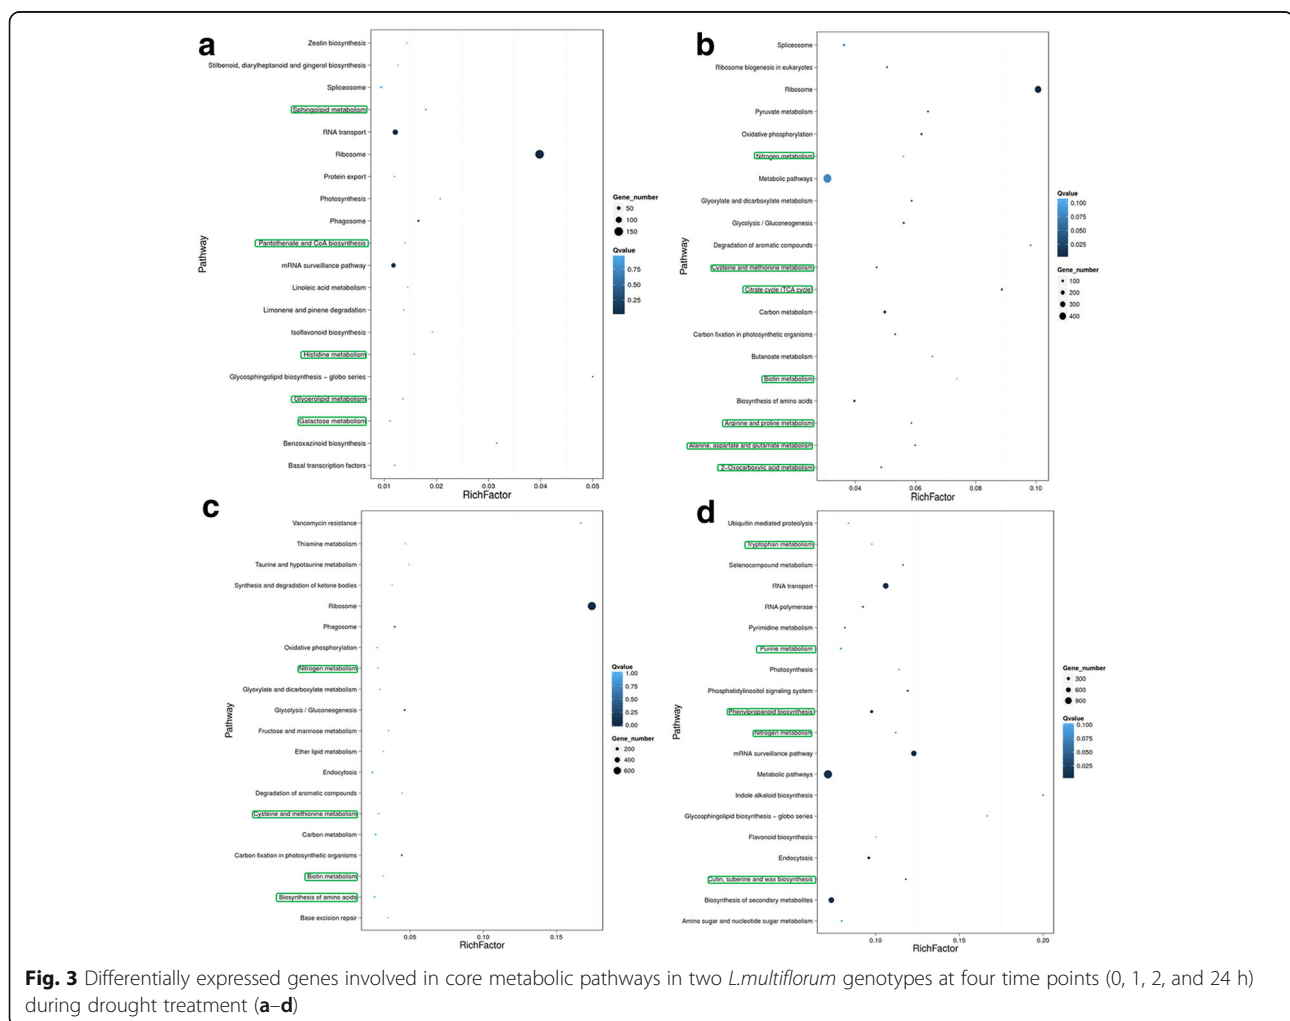 a
Zeatin biosynthesis
Stilbenoid, diarylheptanoid and gingerol biosynthesis
Spliceosome
Sphingolipid metabolism
RNA transport
Ribosome
Protein export
Photosynthesis
Phagosome
Pantothenate and CoA biosynthesis
mRNA surveillance pathway
Linoleic acid metabolism
Limonene and pinene degradation
Isoflavonoid biosynthesis
Histidine metabolism
Glycosphingolipid biosynthesis − globo series
Glycerolipid metabolism
Galactose metabolism
Benzoxazinoid biosynthesis
Basal transcription factors
Pathway
0.01 0.02 0.03 0.04 0.05
RichFactor
Gene_number
50
100
150
Qvalue
0.75
0.50
0.25
b
Spliceosome
Ribosome biogenesis in eukaryotes
Ribosome
Pyruvate metabolism
Oxidative phosphorylation
Nitrogen metabolism
Metabolic pathways
Glyoxylate and dicarboxylate metabolism
Glycolysis / Gluconeogenesis
Degradation of aromatic compounds
Cysteine and methionine metabolism
Citrate cycle (TCA cycle)
Carbon metabolism
Carbon fixation in photosynthetic organisms
Butanoate metabolism
Biotin metabolism
Biosynthesis of amino acids
Arginine and proline metabolism
Alanine, aspartate and glutamate metabolism
2−Oxocarboxylic acid metabolism
Pathway
0.04 0.06 0.08 0.10
RichFactor
Qvalue
0.100
0.075
0.050
0.025
Gene_number
100
200
300
400
c
Vancomycin resistance
Thiamine metabolism
Taurine and hypotaurine metabolism
Synthesis and degradation of ketone bodies
Ribosome
Phagosome
Oxidative phosphorylation
Nitrogen metabolism
Glyoxylate and dicarboxylate metabolism
Glycolysis / Gluconeogenesis
Fructose and mannose metabolism
Ether lipid metabolism
Endocytosis
Degradation of aromatic compounds
Cysteine and methionine metabolism
Carbon metabolism
Carbon fixation in photosynthetic organisms
Biotin metabolism
Biosynthesis of amino acids
Base excision repair
Pathway
0.05 0.10 0.15
RichFactor
Qvalue
1.00
0.75
0.50
0.25
0.00
Gene_number
200
400
600
d
Ubiquitin mediated proteolysis
Tryptophan metabolism
Selenocompound metabolism
RNA transport
RNA polymerase
Pyrimidine metabolism
Purine metabolism
Photosynthesis
Phosphatidylinositol signaling system
Phenylpropanoid biosynthesis
Nitrogen metabolism
mRNA surveillance pathway
Metabolic pathways
Indole alkaloid biosynthesis
Glycosphingolipid biosynthesis − globo series
Flavonoid biosynthesis
Endocytosis
Cutin, suberine and wax biosynthesis
Biosynthesis of secondary metabolites
Amino sugar and nucleotide sugar metabolism
Pathway
0.10 0.15 0.20
RichFactor
Gene_number
300
600
900
Qvalue
0.100
0.075
0.050
0.025
Fig. 3 Differentially expressed genes involved in core metabolic pathways in two L.multiflorum genotypes at four time points (0, 1, 2, and 24 h)
during drought treatment (a–d)